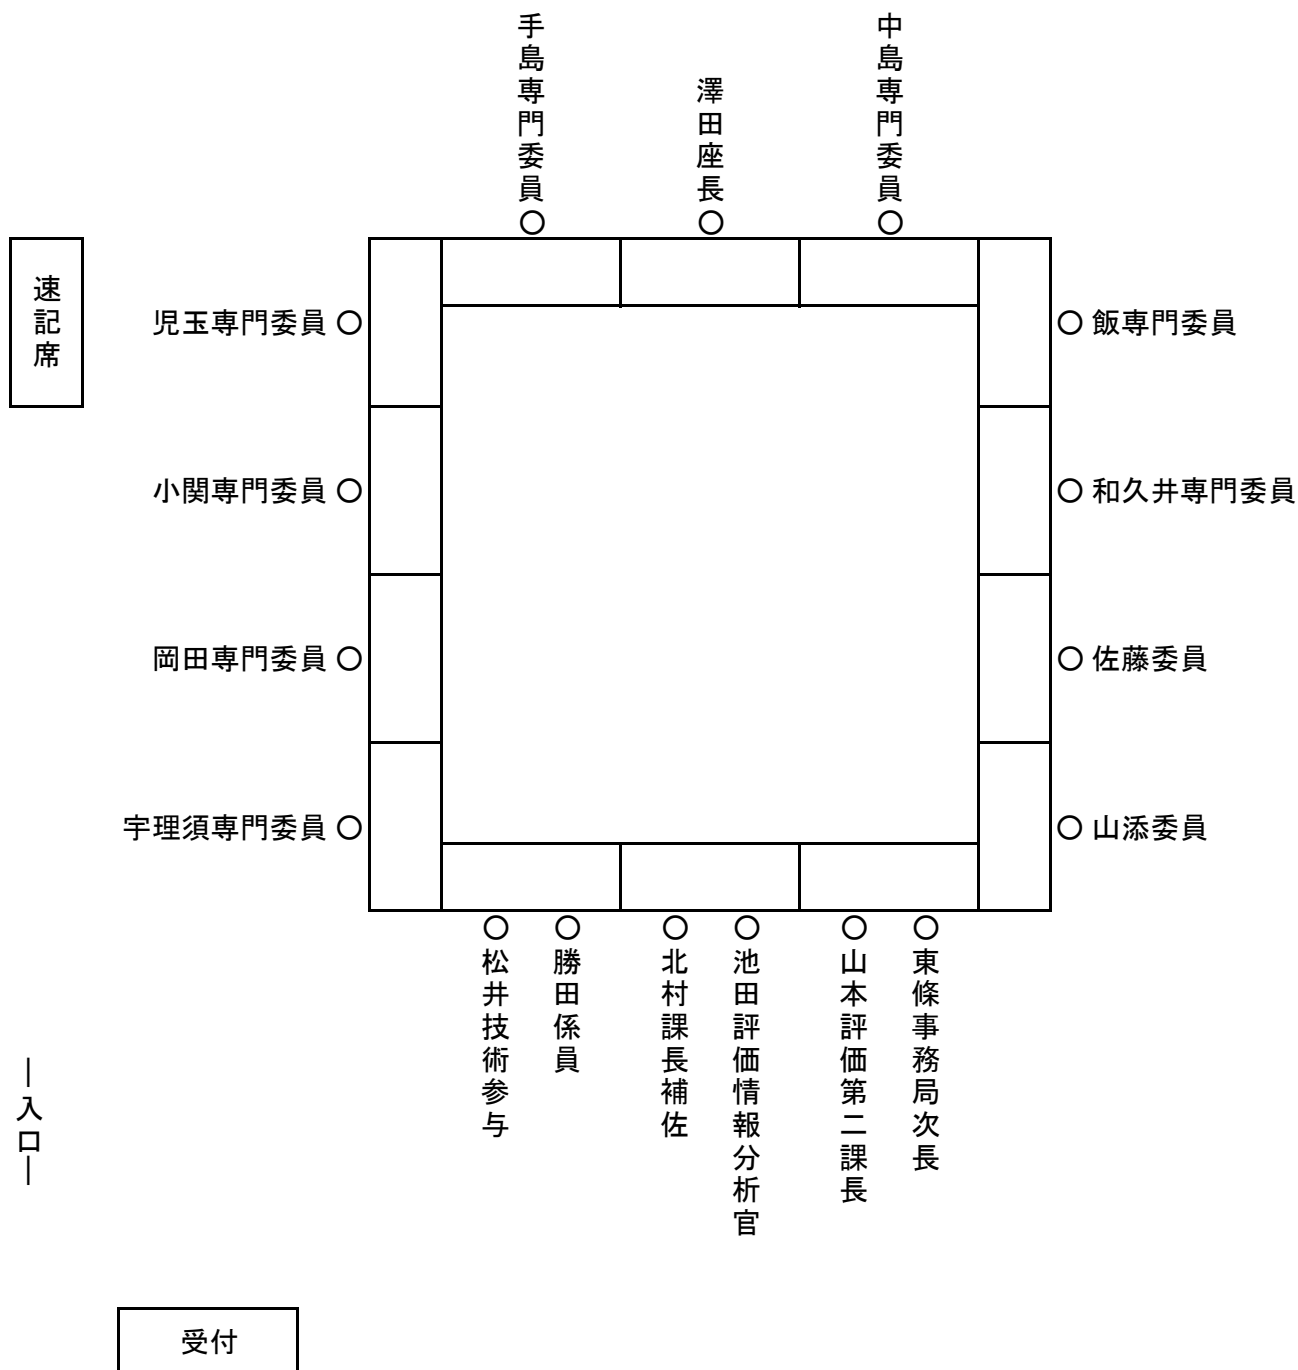 手島専門委員
澤田座長
中島専門委員
速記席
児玉専門委員
飯専門委員
小関専門委員
和久井専門委員
岡田専門委員
佐藤委員
宇理須専門委員
山添委員
松井技術参与
勝田係員
北村課長補佐
池田評価情報分析官
山本評価第二課長
東條事務局次長
入口
受付